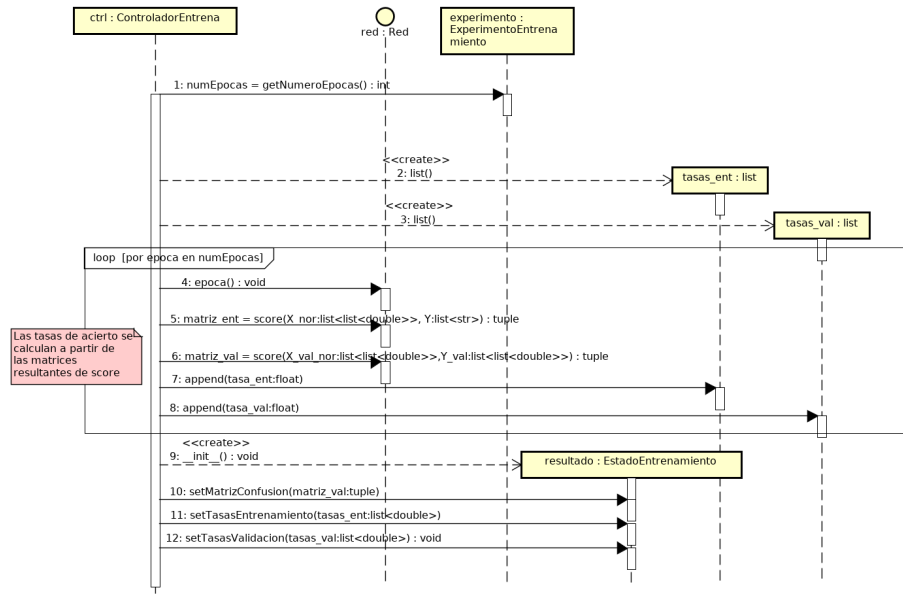 ctrl : ControladorEntrena
red : Red
experimento :
ExperimentoEntrena
miento
1: numEpocas = getNumeroEpocas() : int
<<create>>
2: list()
tasas_ent : list
<<create>>
3: list()
tasas_val : list
loop [por epoca en numEpocas]
4: epoca() : void
5: matriz_ent = score(X_nor:list<list<double>>, Y:list<str>) : tuple
Las tasas de acierto se
calculan a partir de
las matrices
resultantes de score
6: matriz_val = score(X_val_nor:list<list<double>>,Y_val:list<list<double>>) : tuple
7: append(tasa_ent:float)
8: append(tasa_val:float)
<<create>>
9: __init__() : void
resultado : EstadoEntrenamiento
10: setMatrizConfusion(matriz_val:tuple)
11: setTasasEntrenamiento(tasas_ent:list<double>)
12: setTasasValidacion(tasas_val:list<double>) : void